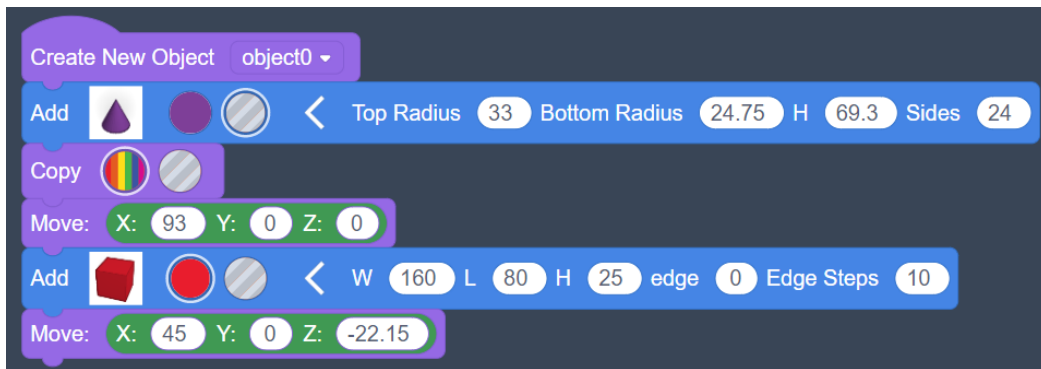 Create New Object object0
Add Top Radius 33 Bottom Radius 24.75 H 69.3 Sides 24
Copy
Move: X: 93 Y: 0 Z: 0
Add W 160 L 80 H 25 edge 0 Edge Steps 10
Move: X: 45 Y: 0 Z: -22.15